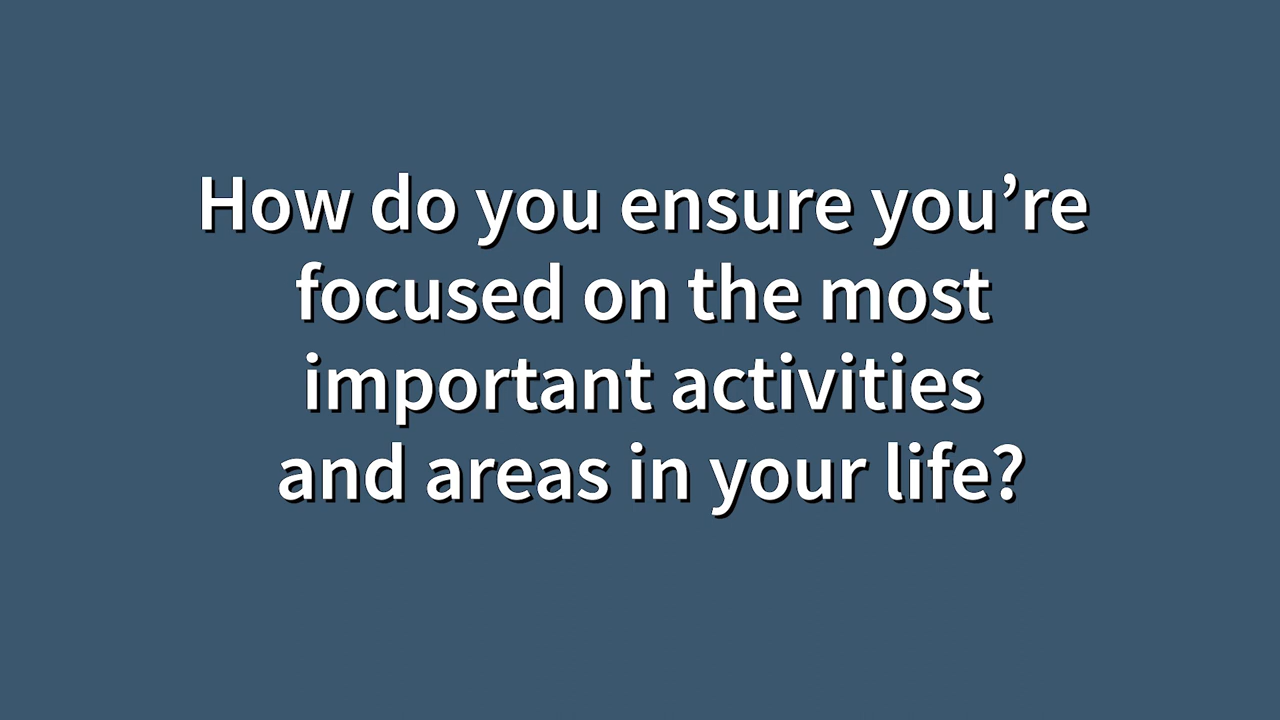 How do you ensure you’re
focused on the most
important activities
and areas in your life?